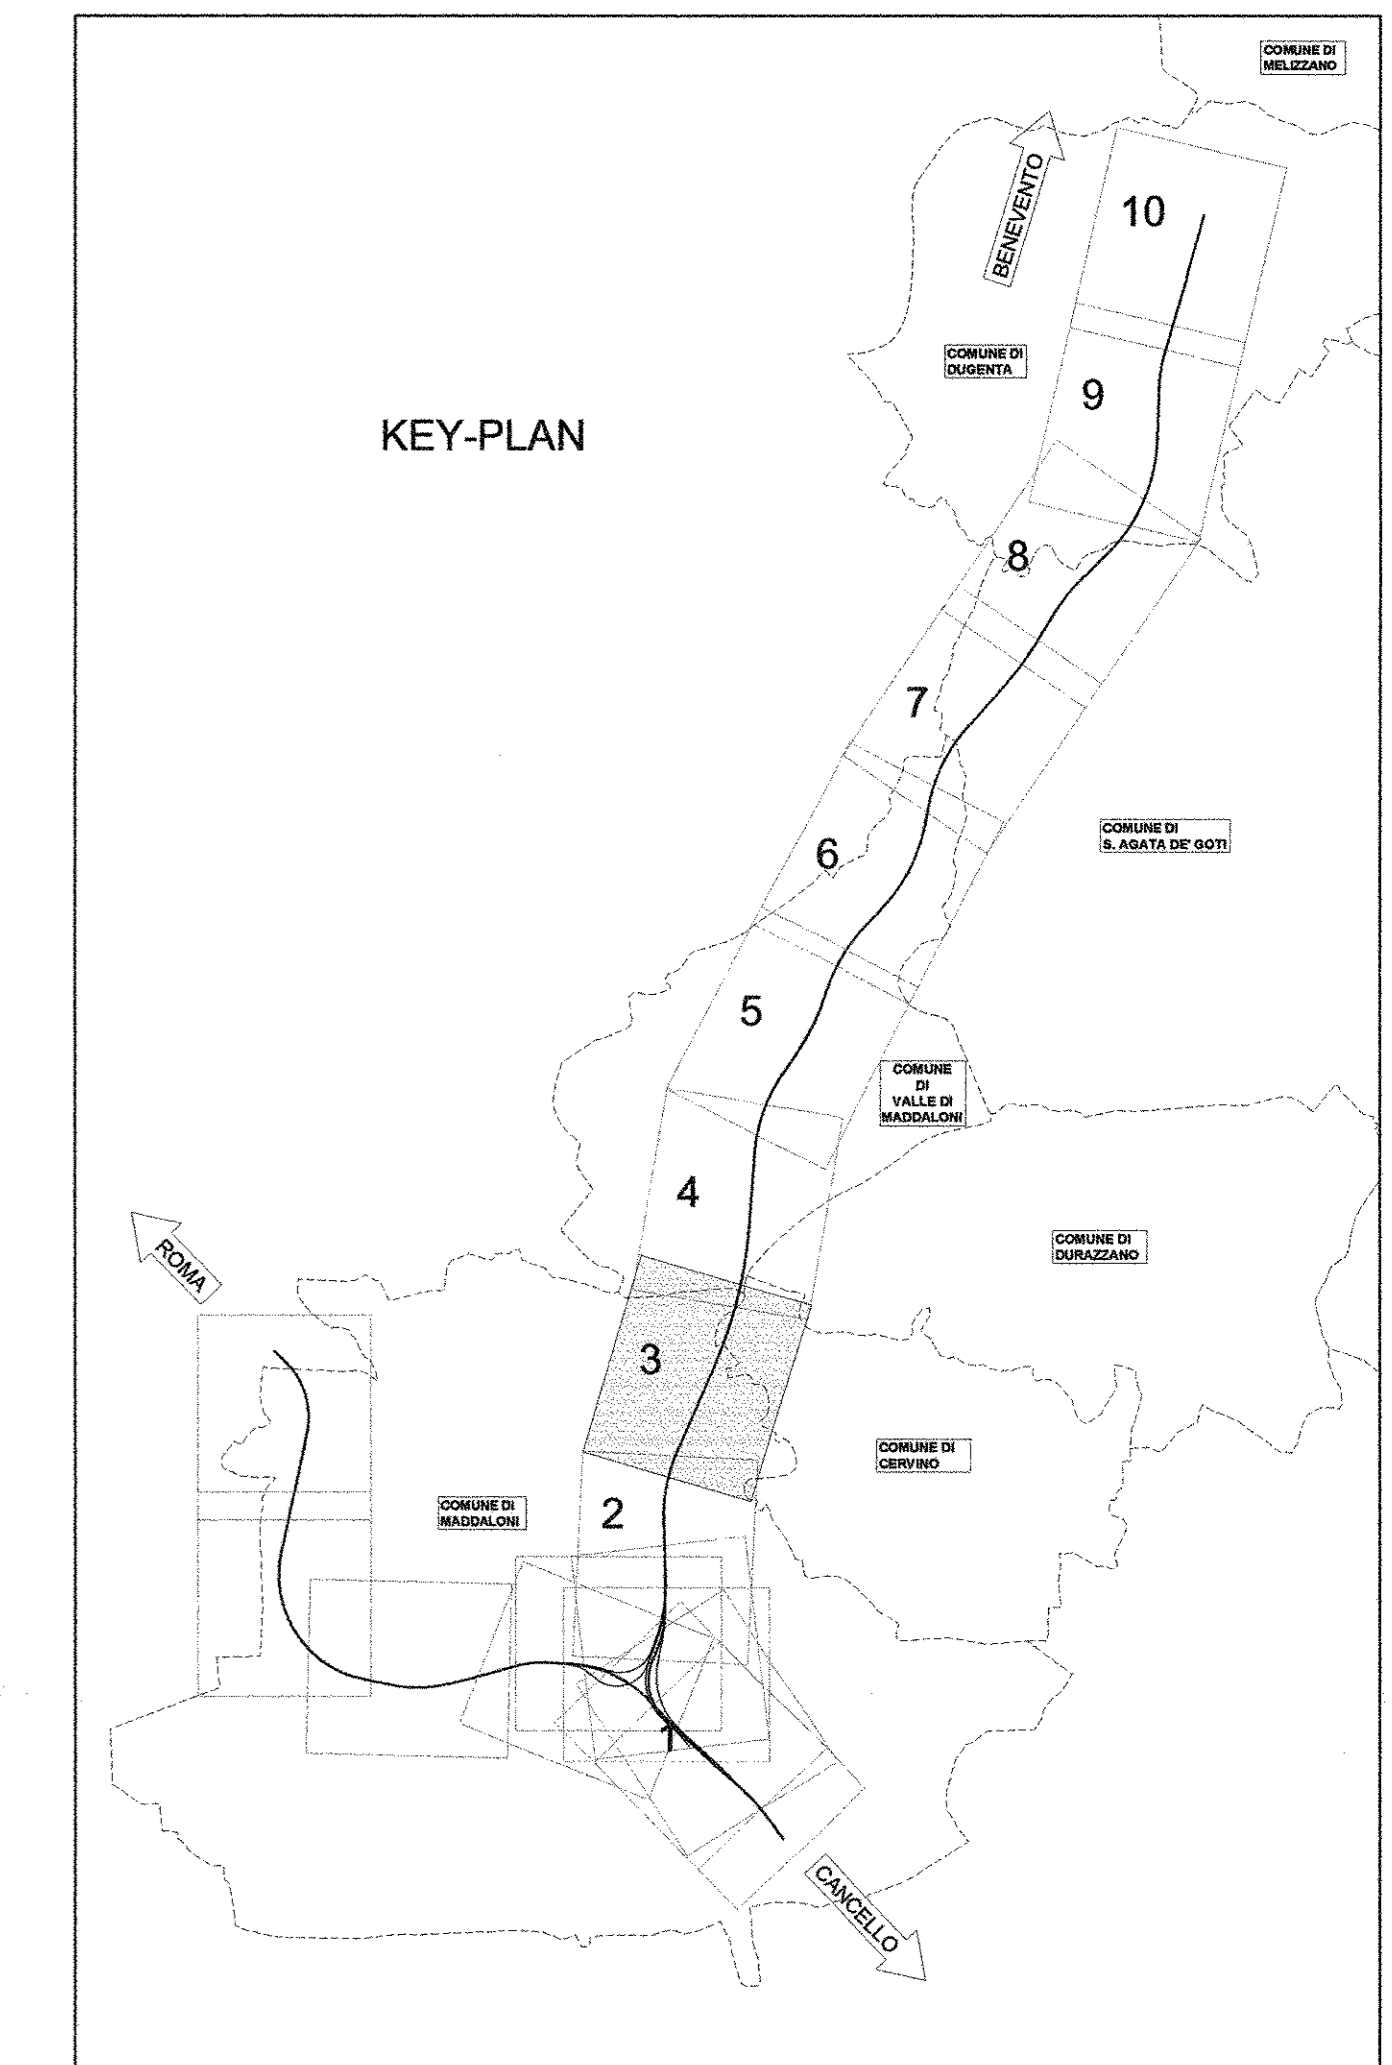 COMUNE DI
MELIZZANO
BENEVENTO
10
COMUNE DI
DUGENTA
9
KEY-PLAN
8
7
COMUNE DI
S. AGATA DE' GOTI
6
5
COMUNE
DI
VALLE DI
MADDALONI
4
ROMA
COMUNE DI
DURAZZANO
3
COMUNE DI
CERVINO
2
COMUNE DI
MADDALONI
1
CANCELLO